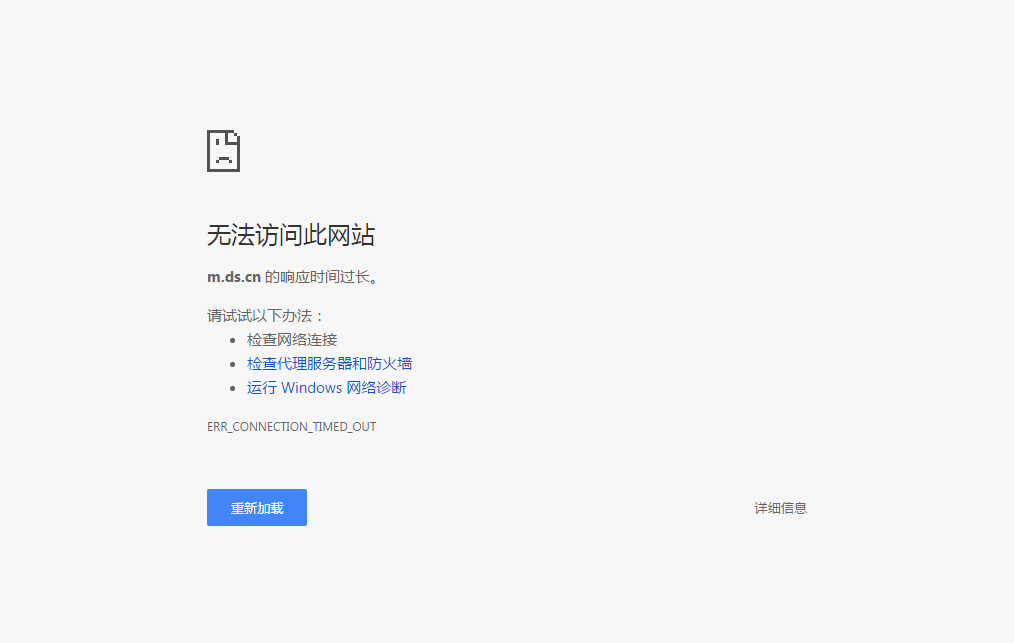 无法访问此网站
m.ds.cn 的响应时间过长。
请试试以下办法：
检查网络连接
检查代理服务器和防火墙
运行 Windows 网络诊断
ERR_CONNECTION_TIMED_OUT
重新加载
详细信息